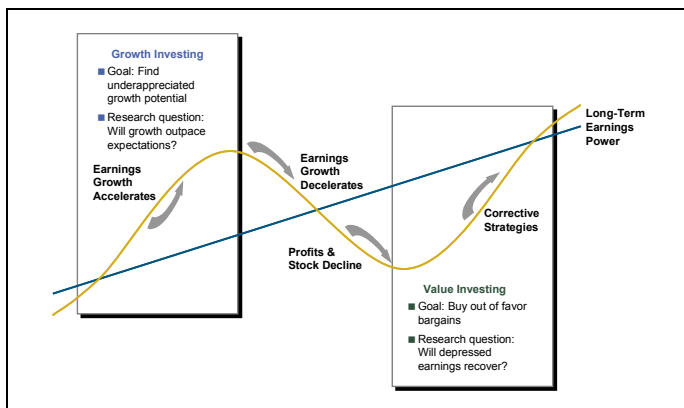 Growth Investing
■ Goal: Find
underappreciated
growth potential
■ Research question:
Will growth outpace
expectations?
Earnings
Growth
Accelerates
Earnings
Growth
Decelerates
Profits &
Stock Decline
Long-Term
Earnings
Power
Corrective
Strategies
Value Investing
■ Goal: Buy out of favor
bargains
■ Research question:
Will depressed
earnings recover?